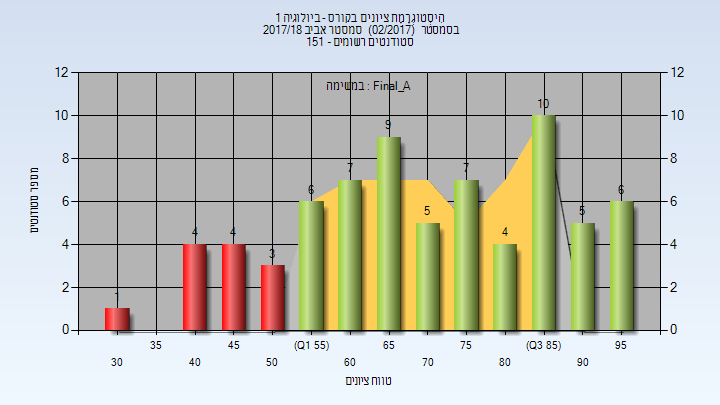 היסטוגרמת ציונים בקורס - ביולוגיה 1
בסמסטר (02/2017) סמסטר אביב 2017/18
סטודנטים רשומים - 151
במשימה : Final_A
מספר סטודנטים
12 12
10 10
8 8
6 6
4 4
2 2
0 0
1 4 4 3 6 7 9 5 7 4 10 5 6
35 45 (Q1 55) 65 75 (Q3 85) 95
30 40 50 60 70 80 90
טווח ציונים